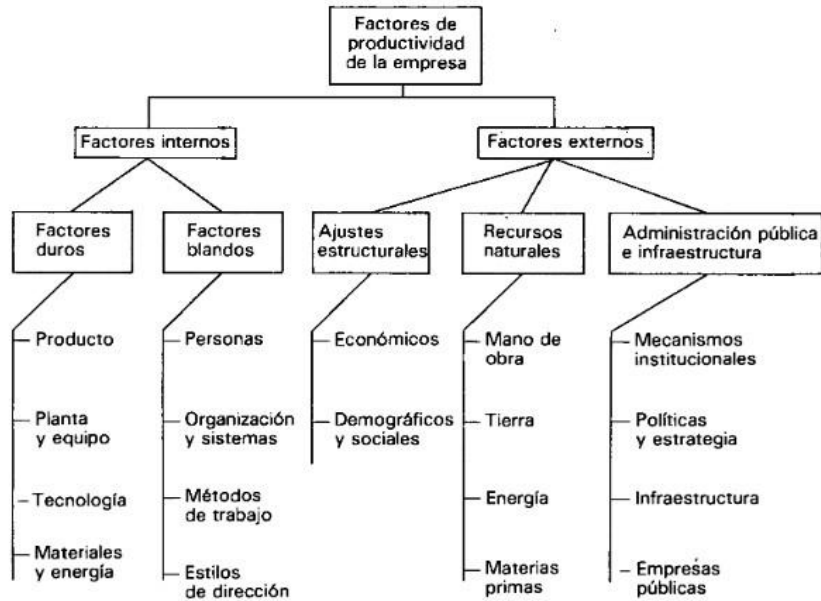 Factores de
productividad
de la empresa
Factores internos
Factores externos
Factores
duros
Factores
blandos
Ajustes
estructurales
Recursos
naturales
Administración pública
e infraestructura
Producto
Planta
y equipo
Tecnología
Materiales
y energía
Personas
Organización
y sistemas
Métodos
de trabajo
Estilos
de dirección
Económicos
Demográficos
y sociales
Mano de
obra
Tierra
Energía
Materias
primas
Mecanismos
institucionales
Políticas
y estrategia
Infraestructura
Empresas
públicas